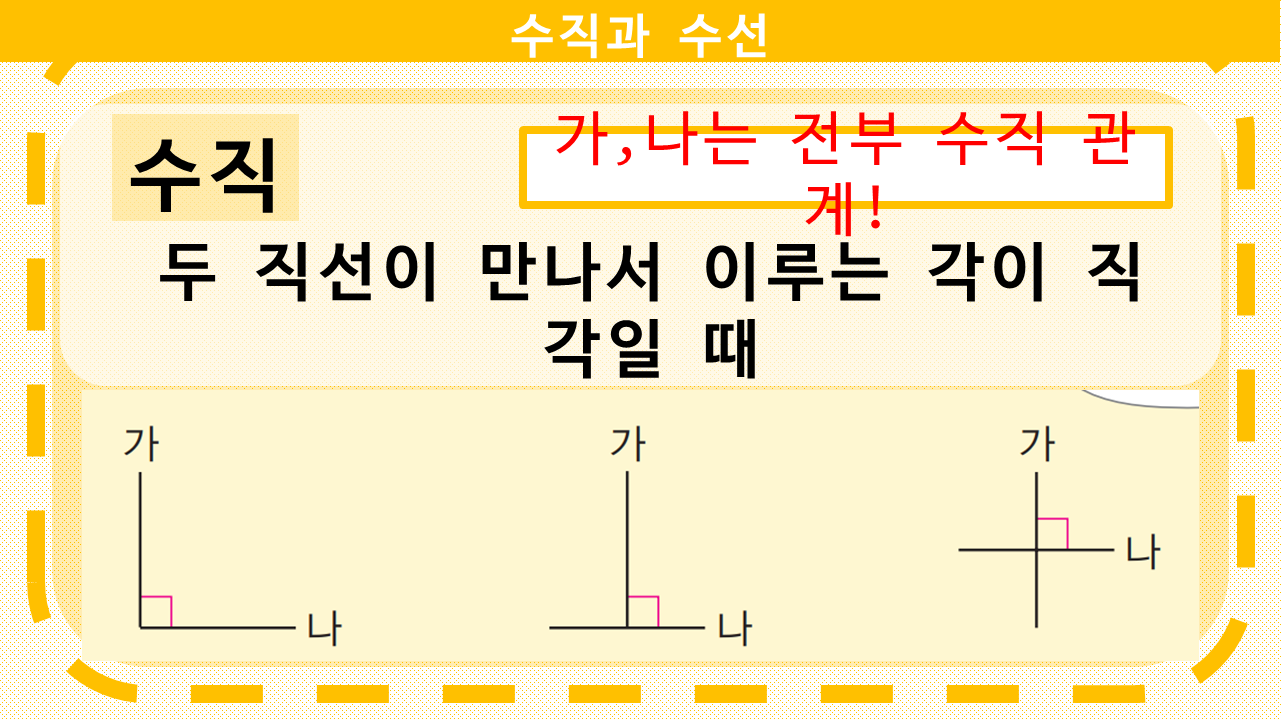 수직과 수선
수직
가,나는 전부 수직 관
계!
두 직선이 만나서 이루는 각이 직
각일 때
가
가
가
나
나
나